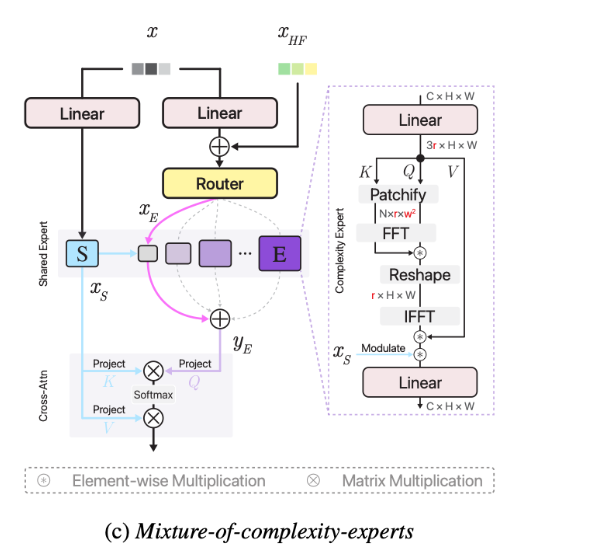 x
x_HF
Linear
Linear
Router
x_E
Shared Expert
S
...
E
x_S
y_E
Cross-Attn
Project
K
Project
Q
Softmax
Project
V
C × H × W
Linear
3r × H × W
K
Q
V
Patchify
N×r×w²
FFT
Reshape
r × H × W
IFFT
Complexity Expert
x_S
Modulate
Linear
C × H × W
Element-wise Multiplication
Matrix Multiplication
(c) Mixture-of-complexity-experts